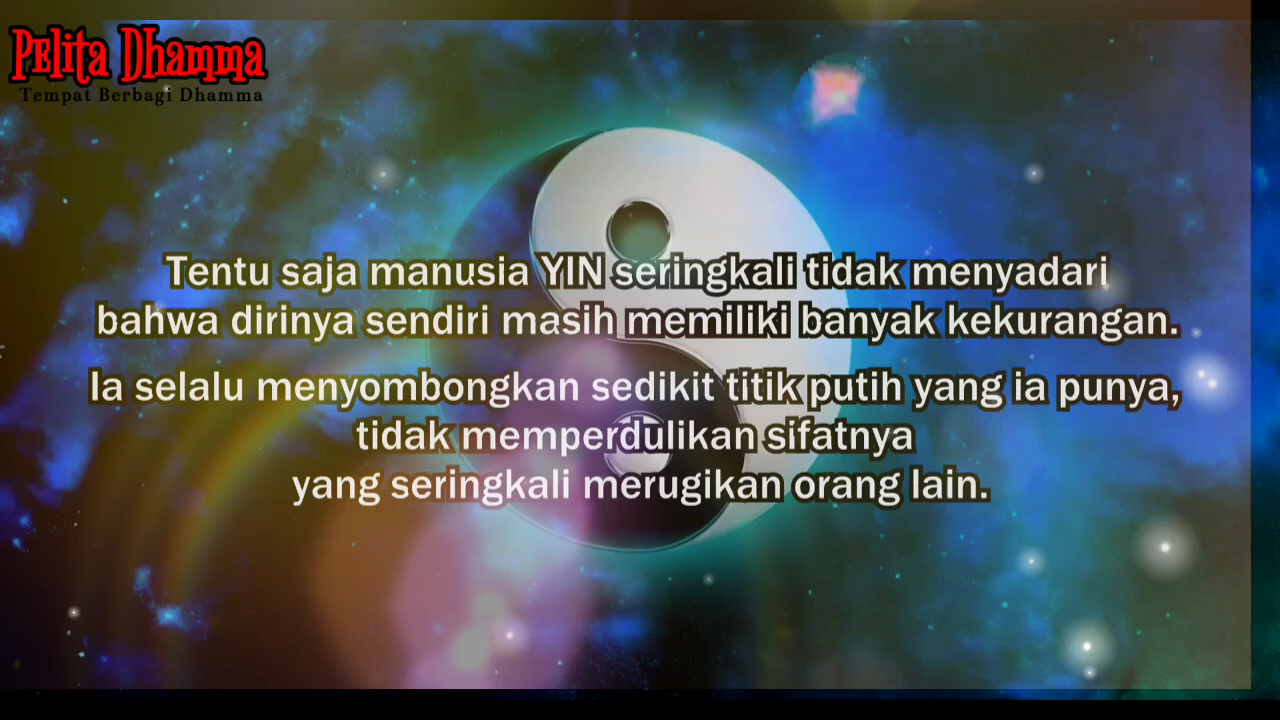 Pelita Dhamma
Tempat Berbagi Dhamma
Tentu saja manusia YIN seringkali tidak menyadari
bahwa dirinya sendiri masih memiliki banyak kekurangan.
Ia selalu menyombongkan sedikit titik putih yang ia punya,
tidak memperdulikan sifatnya
yang seringkali merugikan orang lain.